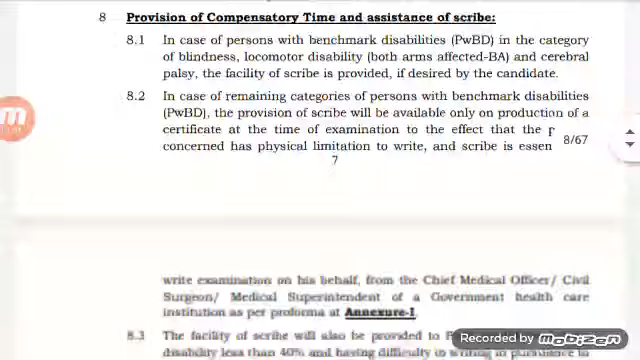 8 Provision of Compensatory Time and assistance of scribe:
8.1 In case of persons with benchmark disabilities (PwBD) in the category
of blindness, locomotor disability (both arms affected-BA) and cerebral
palsy, the facility of scribe is provided, if desired by the candidate.
8.2 In case of remaining categories of persons with benchmark disabilities
(PwBD), the provision of scribe will be available only on production of a
certificate at the time of examination to the effect that the p
8/67
concerned has physical limitation to write, and scribe is essen
7
write examination on his behalf, from the Chief Medical Officer/ Civil
Surgeon/ Medical Superintendent of a Government health care
institution as per proforma at Annexure-I.
8.3 The facility of scribe will also be provided to
Recorded by mobizen
disability less than 40% and having difficulty in writing in